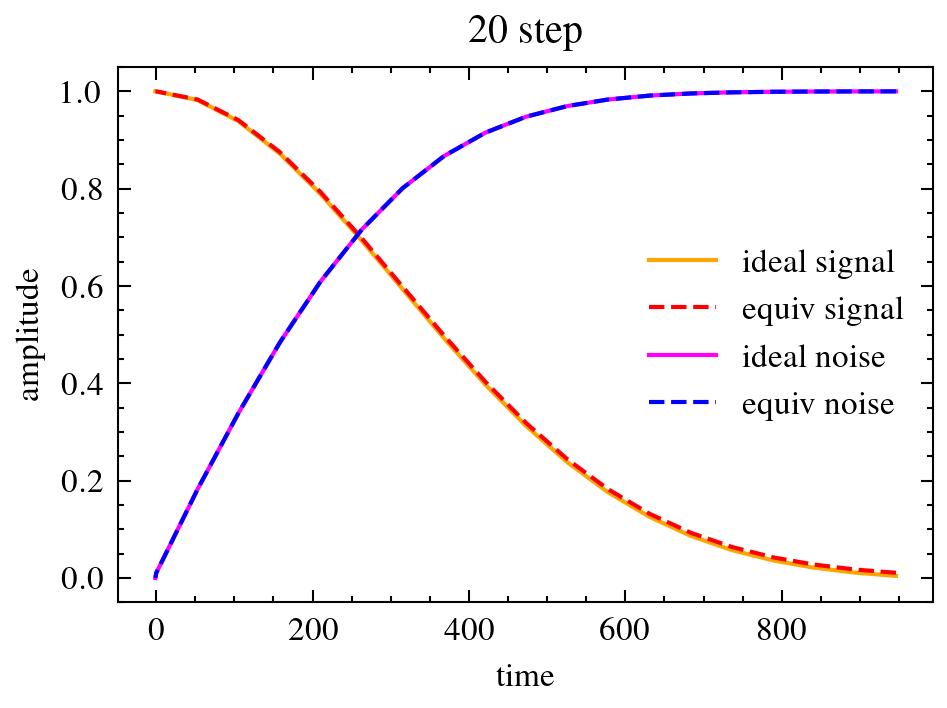 20 step
1.0
0.8
0.6
0.4
0.2
0.0
amplitude
ideal signal
equiv signal
ideal noise
equiv noise
0 200 400 600 800
time